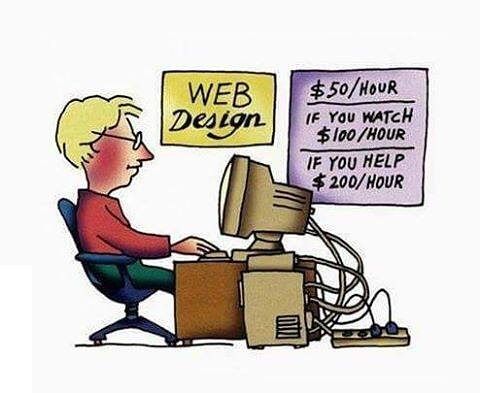 WEB
Design
$50/HOUR
IF YOU WATCH
$100/HOUR
IF YOU HELP
$200/HOUR